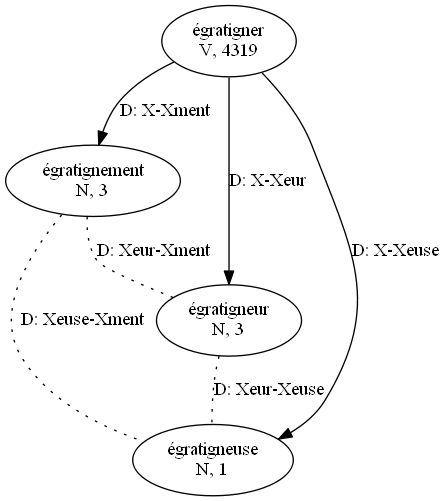 égratigner
V, 4319
D: X-Xment
égratignement
N, 3
D: X-Xeur
D: Xeur-Xment
D: X-Xeuse
égratigneur
N, 3
D: Xeuse-Xment
D: Xeur-Xeuse
égratigneuse
N, 1